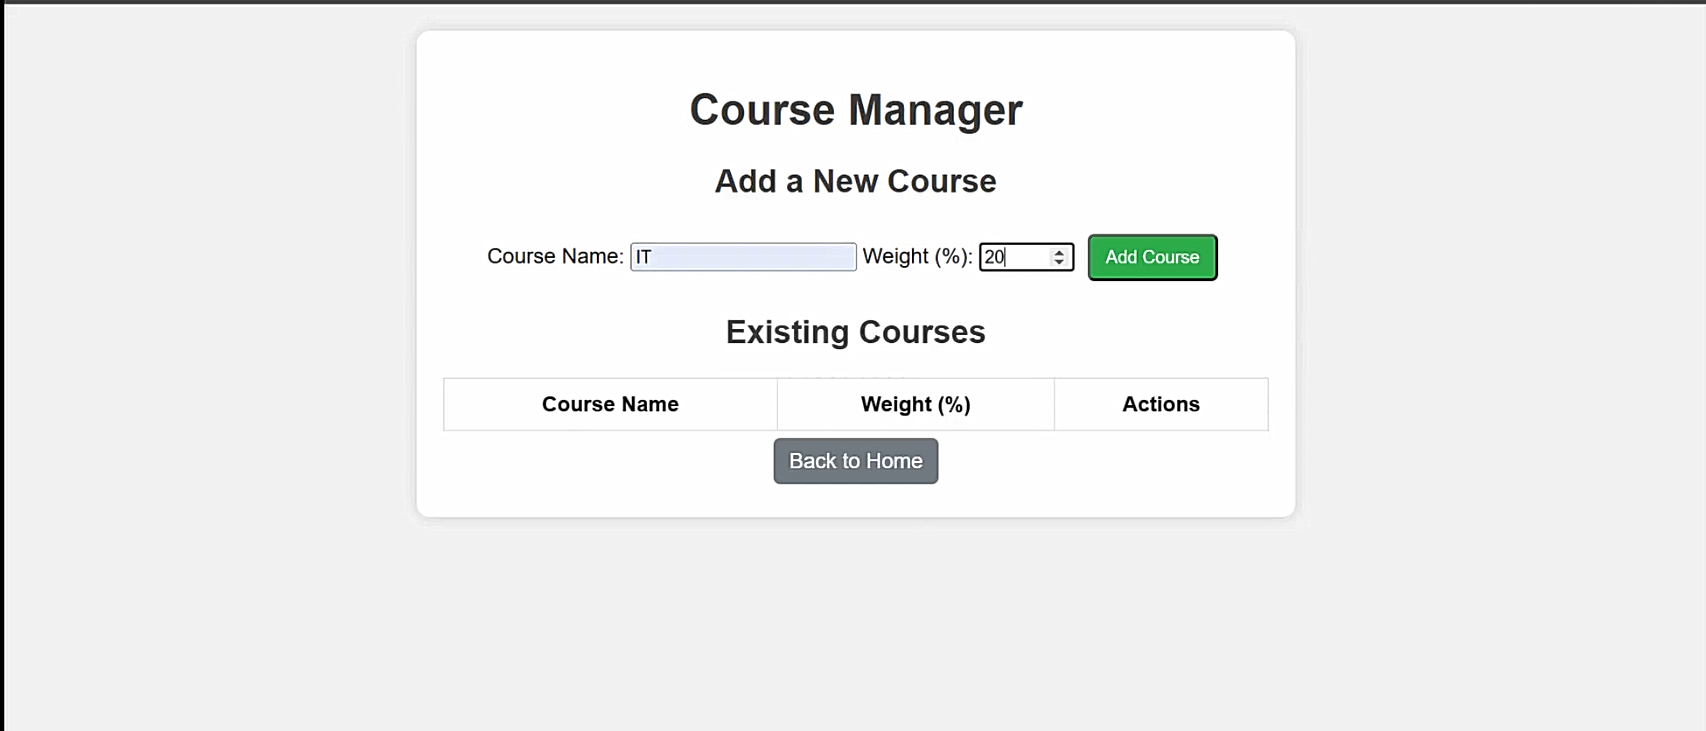 Course Manager
Add a New Course
Course Name: IT Weight (%): 20 Add Course
Existing Courses
Course Name Weight (%) Actions
Back to Home